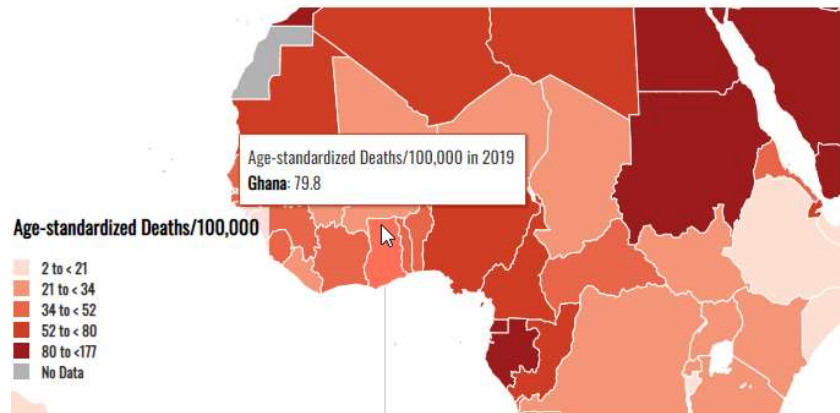 Age-standardized Deaths/100,000 in 2019
Ghana: 79.8
Age-standardized Deaths/100,000
2 to < 21
21 to < 34
34 to < 52
52 to < 80
80 to <177
No Data